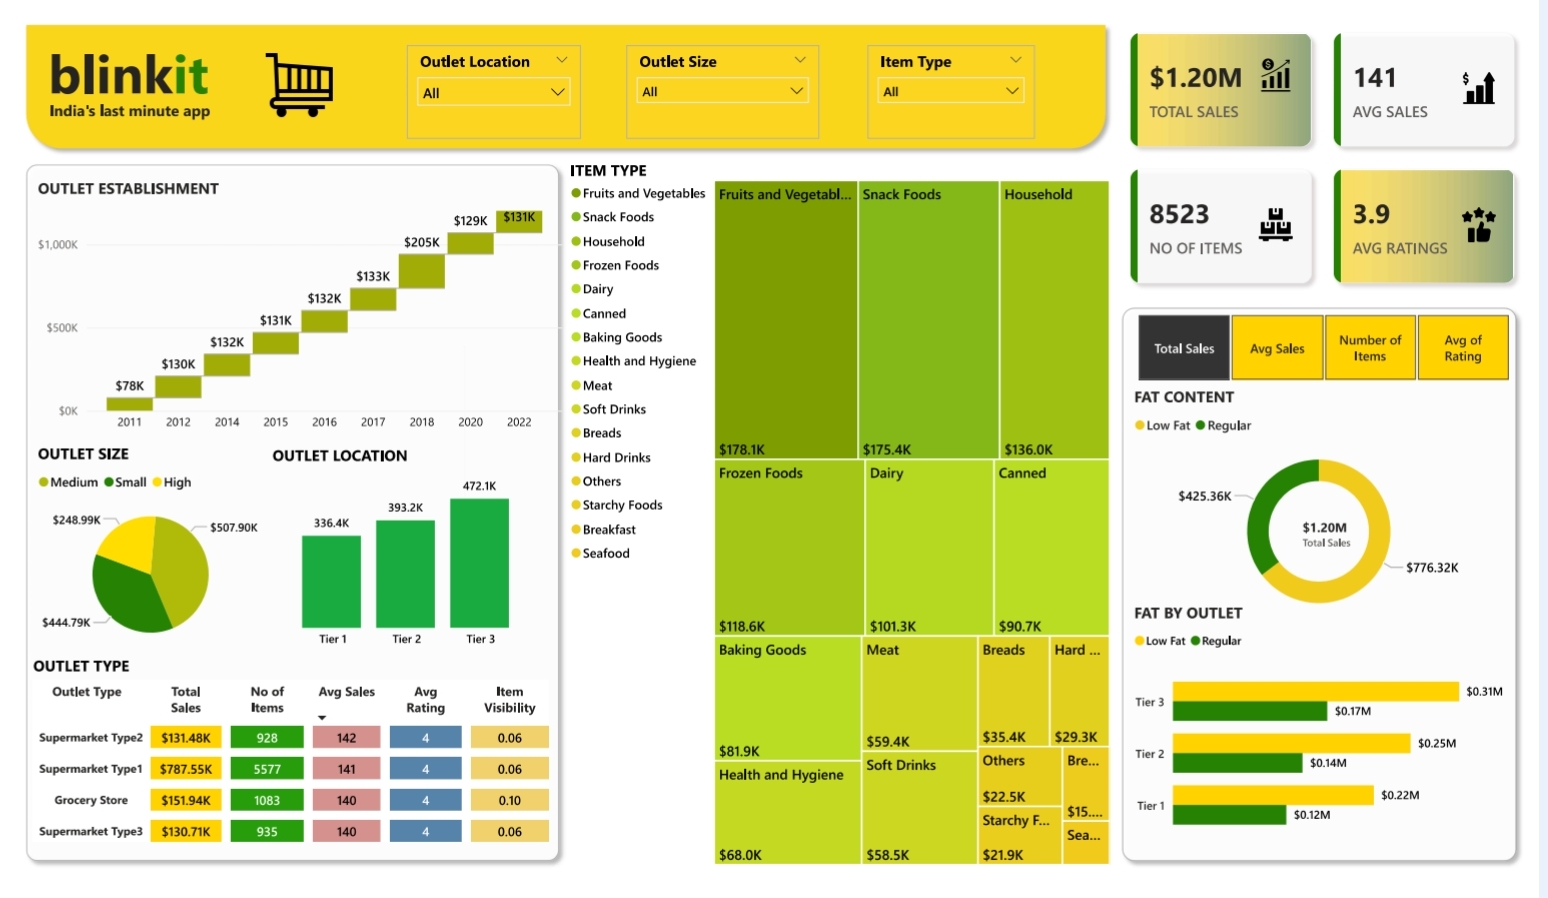 blinkit
India's last minute app
Outlet Location
All
Outlet Size
All
Item Type
All
$1.20M
TOTAL SALES
141
AVG SALES
8523
NO OF ITEMS
3.9
AVG RATINGS
OUTLET ESTABLISHMENT
$1,000K
$500K
$0K
$78K
$130K
$132K
$131K
$132K
$133K
$205K
$129K
$131K
2011 2012 2014 2015 2016 2017 2018 2020 2022
OUTLET SIZE
Medium Small High
$248.99K
$507.90K
$444.79K
OUTLET LOCATION
336.4K
393.2K
472.1K
Tier 1 Tier 2 Tier 3
OUTLET TYPE
Outlet Type Total Sales No of Items Avg Sales Avg Rating Item Visibility
Supermarket Type2 $131.48K 928 142 4 0.06
Supermarket Type1 $787.55K 5577 141 4 0.06
Grocery Store $151.94K 1083 140 4 0.10
Supermarket Type3 $130.71K 935 140 4 0.06
ITEM TYPE
Fruits and Vegetables
Snack Foods
Household
Frozen Foods
Dairy
Canned
Baking Goods
Health and Hygiene
Meat
Soft Drinks
Breads
Hard Drinks
Others
Starchy Foods
Breakfast
Seafood
Fruits and Vegetabl...
$178.1K
Snack Foods
$175.4K
Household
$136.0K
Frozen Foods
$118.6K
Dairy
$101.3K
Canned
$90.7K
Baking Goods
$81.9K
Health and Hygiene
$68.0K
Meat
$59.4K
Soft Drinks
$58.5K
Breads
$35.4K
Hard ...
$29.3K
Others
$22.5K
Starchy F...
$21.9K
Bre...
$15....
Sea...
Total Sales
Avg Sales
Number of Items
Avg of Rating
FAT CONTENT
Low Fat Regular
$425.36K
$1.20M
Total Sales
$776.32K
FAT BY OUTLET
Low Fat Regular
Tier 3
$0.31M
$0.17M
Tier 2
$0.25M
$0.14M
Tier 1
$0.22M
$0.12M